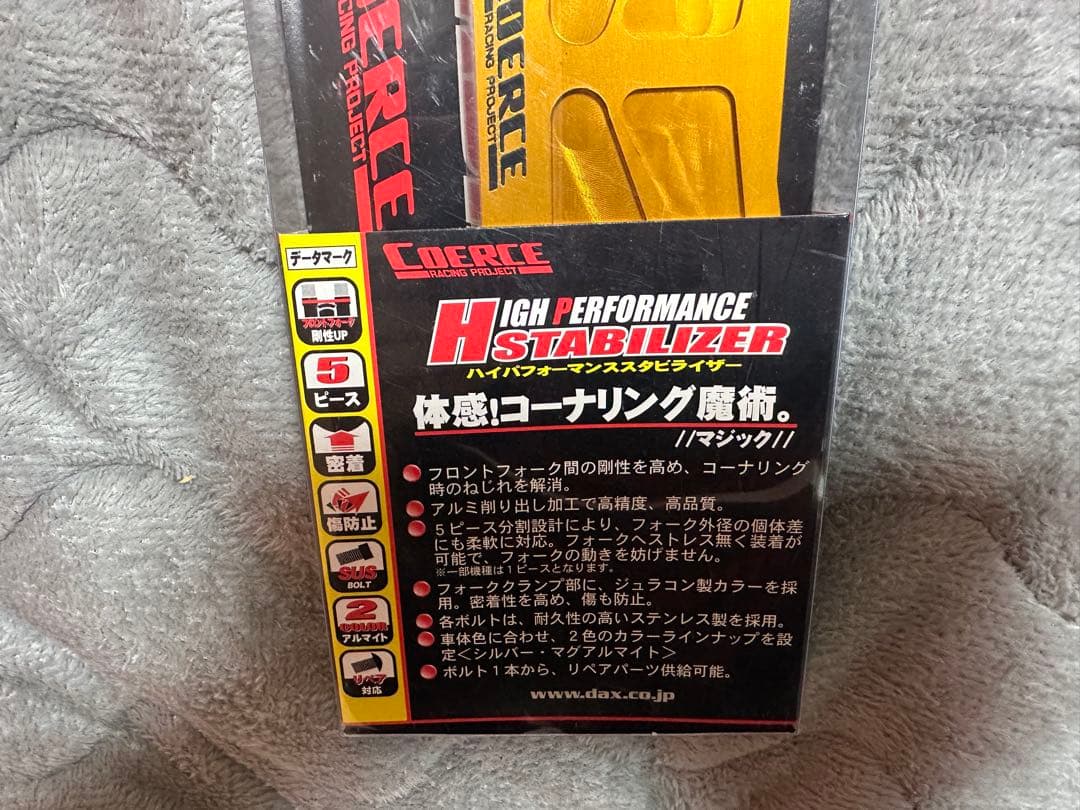 COERCE
RACING PROJECT
COERCE
RACING PROJECT
データマーク
フロントフォーク
剛性UP
5
ピース
密着
傷防止
SUS
BOLT
2
COLOR
アルマイト
リペア
対応
COERCE
RACING PROJECT
HIGH PERFORMANCE
STABILIZER
ハイパフォーマンススタビライザー
体感!コーナリング魔術。
//マジック//
フロントフォーク間の剛性を高め、コーナリング
時のねじれを解消。
アルミ削り出し加工で高精度、高品質。
5ピース分割設計により、フォーク外径の個体差
にも柔軟に対応。フォークへストレス無く装着が
可能で、フォークの動きを妨げません。
※一部機種は1ピースとなります。
フォーククランプ部に、ジュラコン製カラーを採
用。密着性を高め、傷も防止。
各ボルトは、耐久性の高いステンレス製を採用。
車体色に合わせ、2色のカラーラインナップを設
定<シルバー・マグアルマイト>
ボルト1本から、リペアパーツ供給可能。
www.dax.co.jp